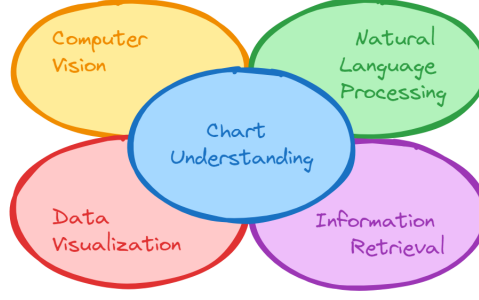 Computer
Vision
Natural
Language
Processing
Chart
Understanding
Data
Visualization
Information
Retrieval